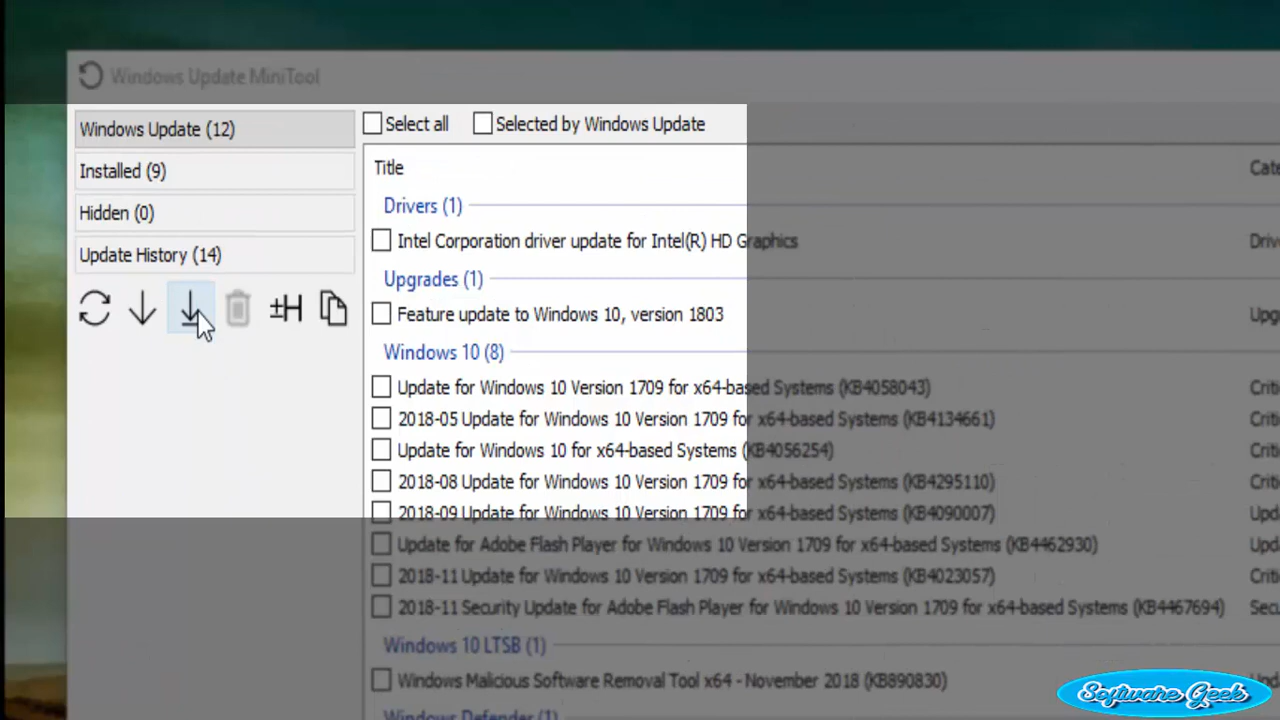 Windows Update MiniTool
Windows Update (12)
Installed (9)
Hidden (0)
Update History (14)
±H
Select all
Selected by Windows Update
Title
Cate
Drivers (1)
Intel Corporation driver update for Intel(R) HD Graphics
Drive
Upgrades (1)
Feature update to Windows 10, version 1803
Upg
Windows 10 (8)
Update for Windows 10 Version 1709 for x64-based Systems (KB4058043)
Criti
2018-05 Update for Windows 10 Version 1709 for x64-based Systems (KB4134661)
Criti
Update for Windows 10 for x64-based Systems (KB4056254)
Criti
2018-08 Update for Windows 10 Version 1709 for x64-based Systems (KB4295110)
Criti
2018-09 Update for Windows 10 Version 1709 for x64-based Systems (KB4090007)
Upda
Update for Adobe Flash Player for Windows 10 Version 1709 for x64-based Systems (KB4462930)
Upda
2018-11 Update for Windows 10 Version 1709 for x64-based Systems (KB4023057)
Criti
2018-11 Security Update for Adobe Flash Player for Windows 10 Version 1709 for x64-based Systems (KB4467694)
Secu
Windows 10 LTSB (1)
Windows Malicious Software Removal Tool x64 - November 2018 (KB890830)
Upda
Windows Defender (1)
Software Geek